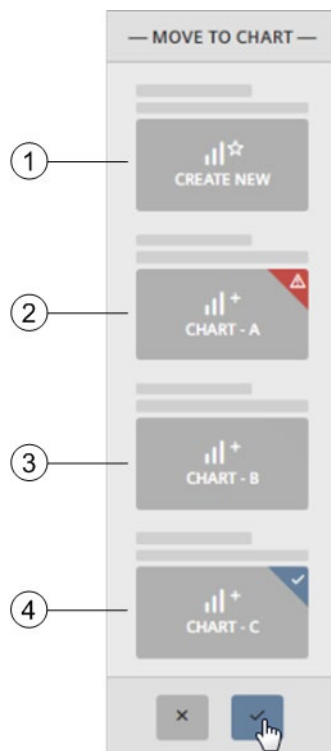 — MOVE TO CHART —
1
CREATE NEW
2
CHART - A
3
CHART - B
4
CHART - C